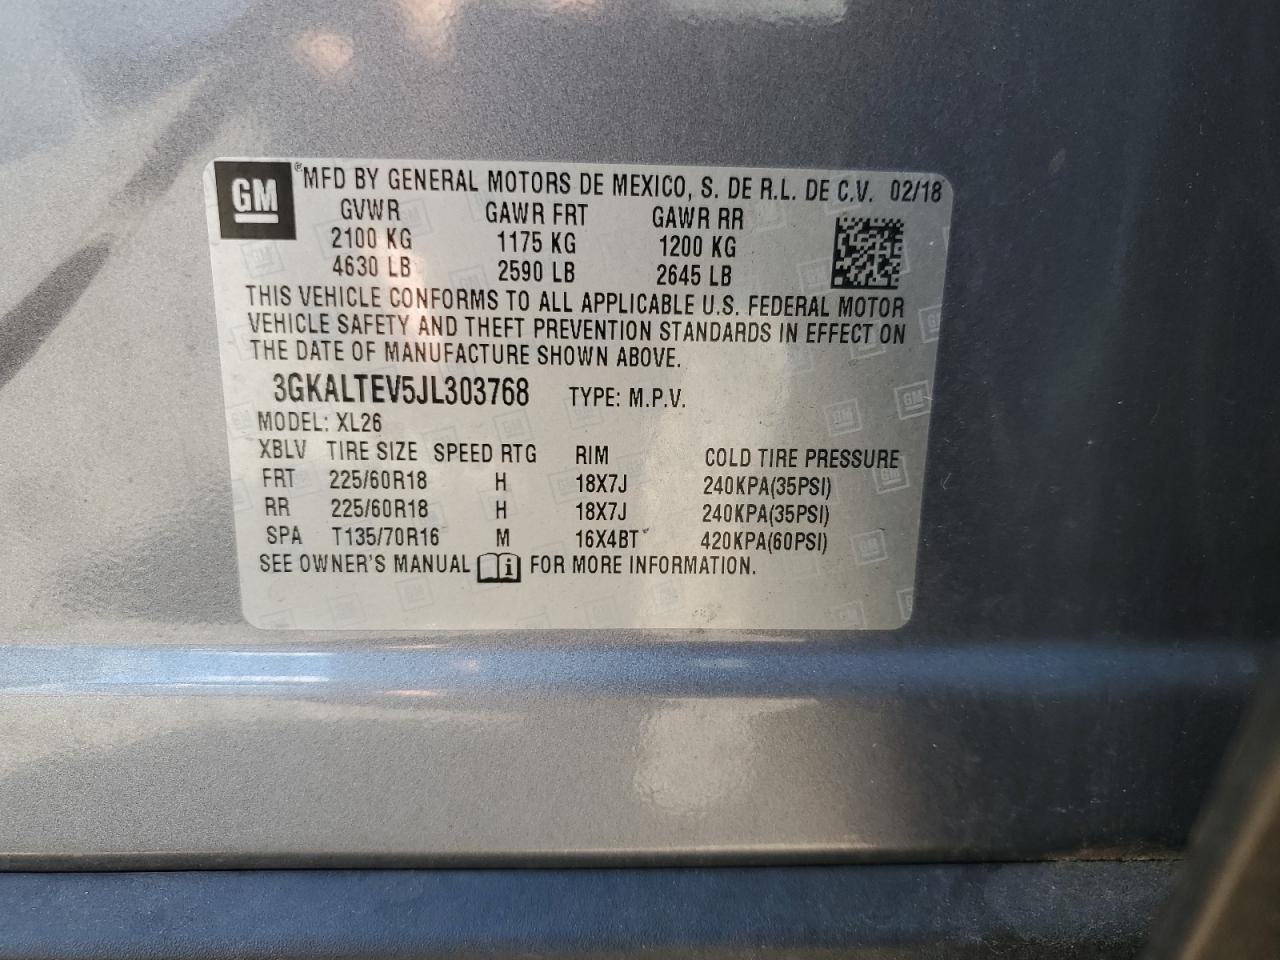 GM ® MFD BY GENERAL MOTORS DE MEXICO, S. DE R.L. DE C.V. 02/18
GVWR GAWR FRT GAWR RR
2100 KG 1175 KG 1200 KG
4630 LB 2590 LB 2645 LB
THIS VEHICLE CONFORMS TO ALL APPLICABLE U.S. FEDERAL MOTOR
VEHICLE SAFETY AND THEFT PREVENTION STANDARDS IN EFFECT ON
THE DATE OF MANUFACTURE SHOWN ABOVE.
3GKALTEV5JL303768 TYPE: M.P.V.
MODEL: XL26
XBLV TIRE SIZE SPEED RTG RIM COLD TIRE PRESSURE
FRT 225/60R18 H 18X7J 240KPA(35PSI)
RR 225/60R18 H 18X7J 240KPA(35PSI)
SPA T135/70R16 M 16X4BT 420KPA(60PSI)
SEE OWNER'S MANUAL i FOR MORE INFORMATION.